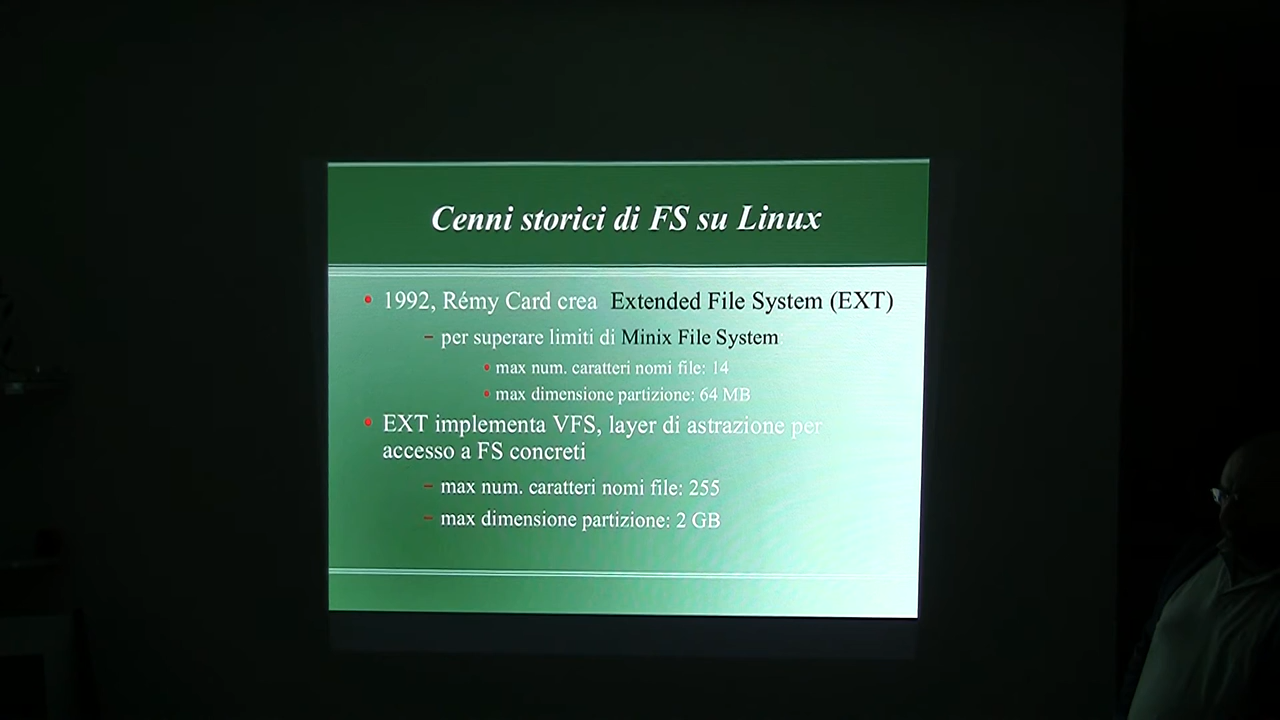 Cenni storici di FS su Linux
1992, Rémy Card crea Extended File System (EXT)
– per superare limiti di Minix File System
max num. caratteri nomi file: 14
max dimensione partizione: 64 MB
EXT implementa VFS, layer di astrazione per
accesso a FS concreti
– max num. caratteri nomi file: 255
– max dimensione partizione: 2 GB